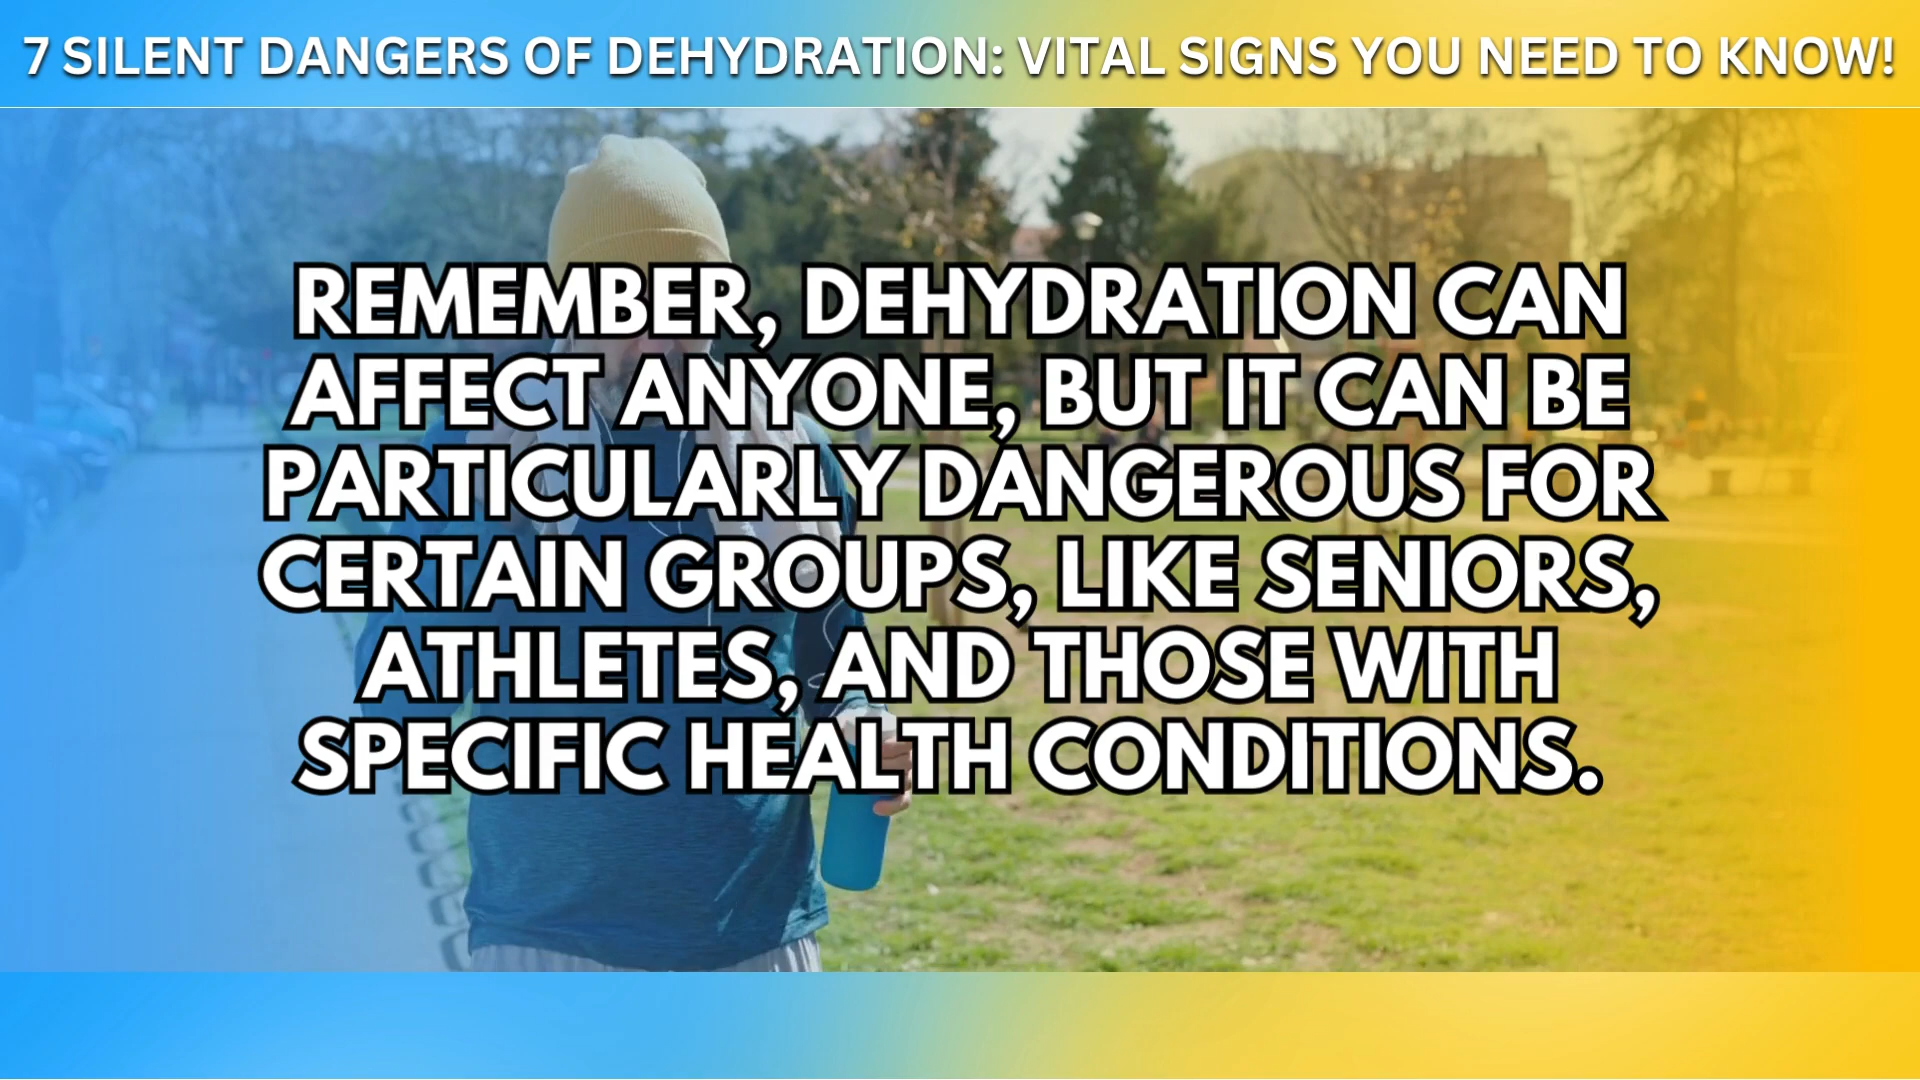 7 SILENT DANGERS OF DEHYDRATION: VITAL SIGNS YOU NEED TO KNOW!
REMEMBER, DEHYDRATION CAN
AFFECT ANYONE, BUT IT CAN BE
PARTICULARLY DANGEROUS FOR
CERTAIN GROUPS, LIKE SENIORS,
ATHLETES, AND THOSE WITH
SPECIFIC HEALTH CONDITIONS.